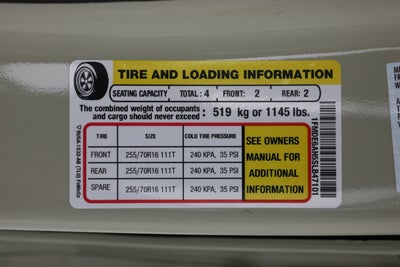 TIRE AND LOADING INFORMATION
SEATING CAPACITY TOTAL : 4 FRONT: 2 REAR: 2
The combined weight of occupants and cargo should never exceed: 519 kg or 1145 lbs.
TIRE SIZE COLD TIRE PRESSURE
FRONT 255/70R16 111T 240 KPA, 35 PSI
REAR 255/70R16 111T 240 KPA, 35 PSI
SPARE 255/70R16 111T 240 KPA, 35 PSI
SEE OWNERS
MANUAL FOR
ADDITIONAL
INFORMATION